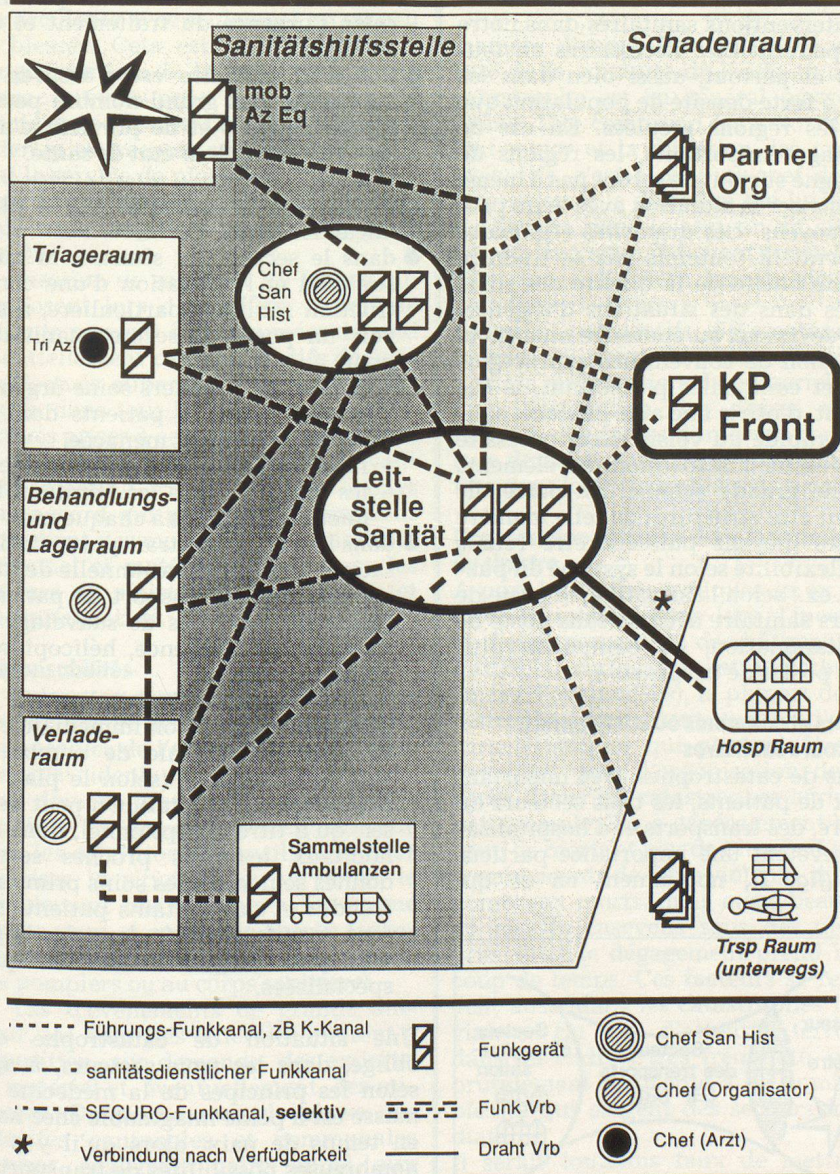 Sanitätshilfsstelle
Schadenraum
mob
Az Eq
Partner
Org
Triageraum
Chef
San
Hist
Tri Az
KP
Front
Behandlungs-
und
Lagerraum
Leit-
stelle
Sanität
*
Hosp Raum
Verlade-
raum
Sammelstelle
Ambulanzen
Trsp Raum
(unterwegs)
Führungs-Funkkanal, zB K-Kanal
Funkgerät
Chef San Hist
sanitätsdienstlicher Funkkanal
SECURO-Funkkanal, selektiv
Funk Vrb
Chef (Organisator)
* Verbindung nach Verfügbarkeit
Draht Vrb
Chef (Arzt)